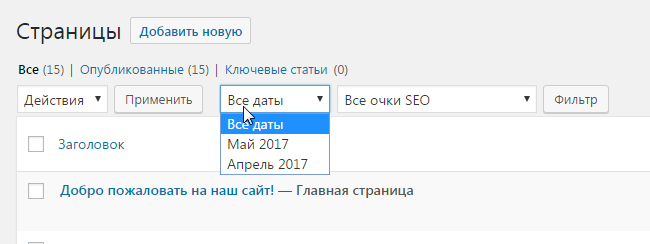 Страницы Добавить новую
Все (15) | Опубликованные (15) | Ключевые статьи (0)
Действия Применить Все даты Все очки SEO Фильтр
Все даты
Май 2017
Апрель 2017
Заголовок
Добро пожаловать на наш сайт! — Главная страница